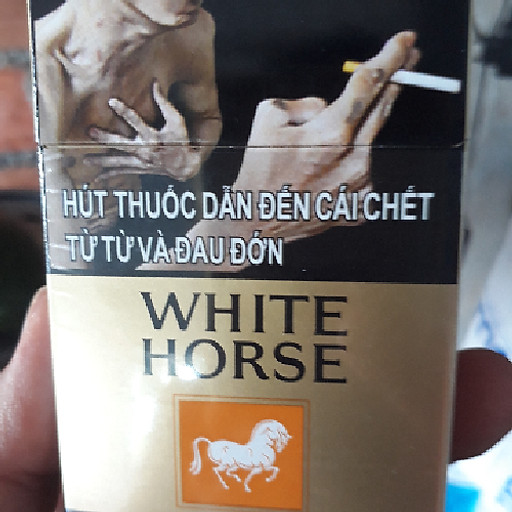 HÚT THUỐC DẪN ĐẾN CÁI CHẾT
TỪ TỪ VÀ ĐAU ĐỚN
WHITE
HORSE